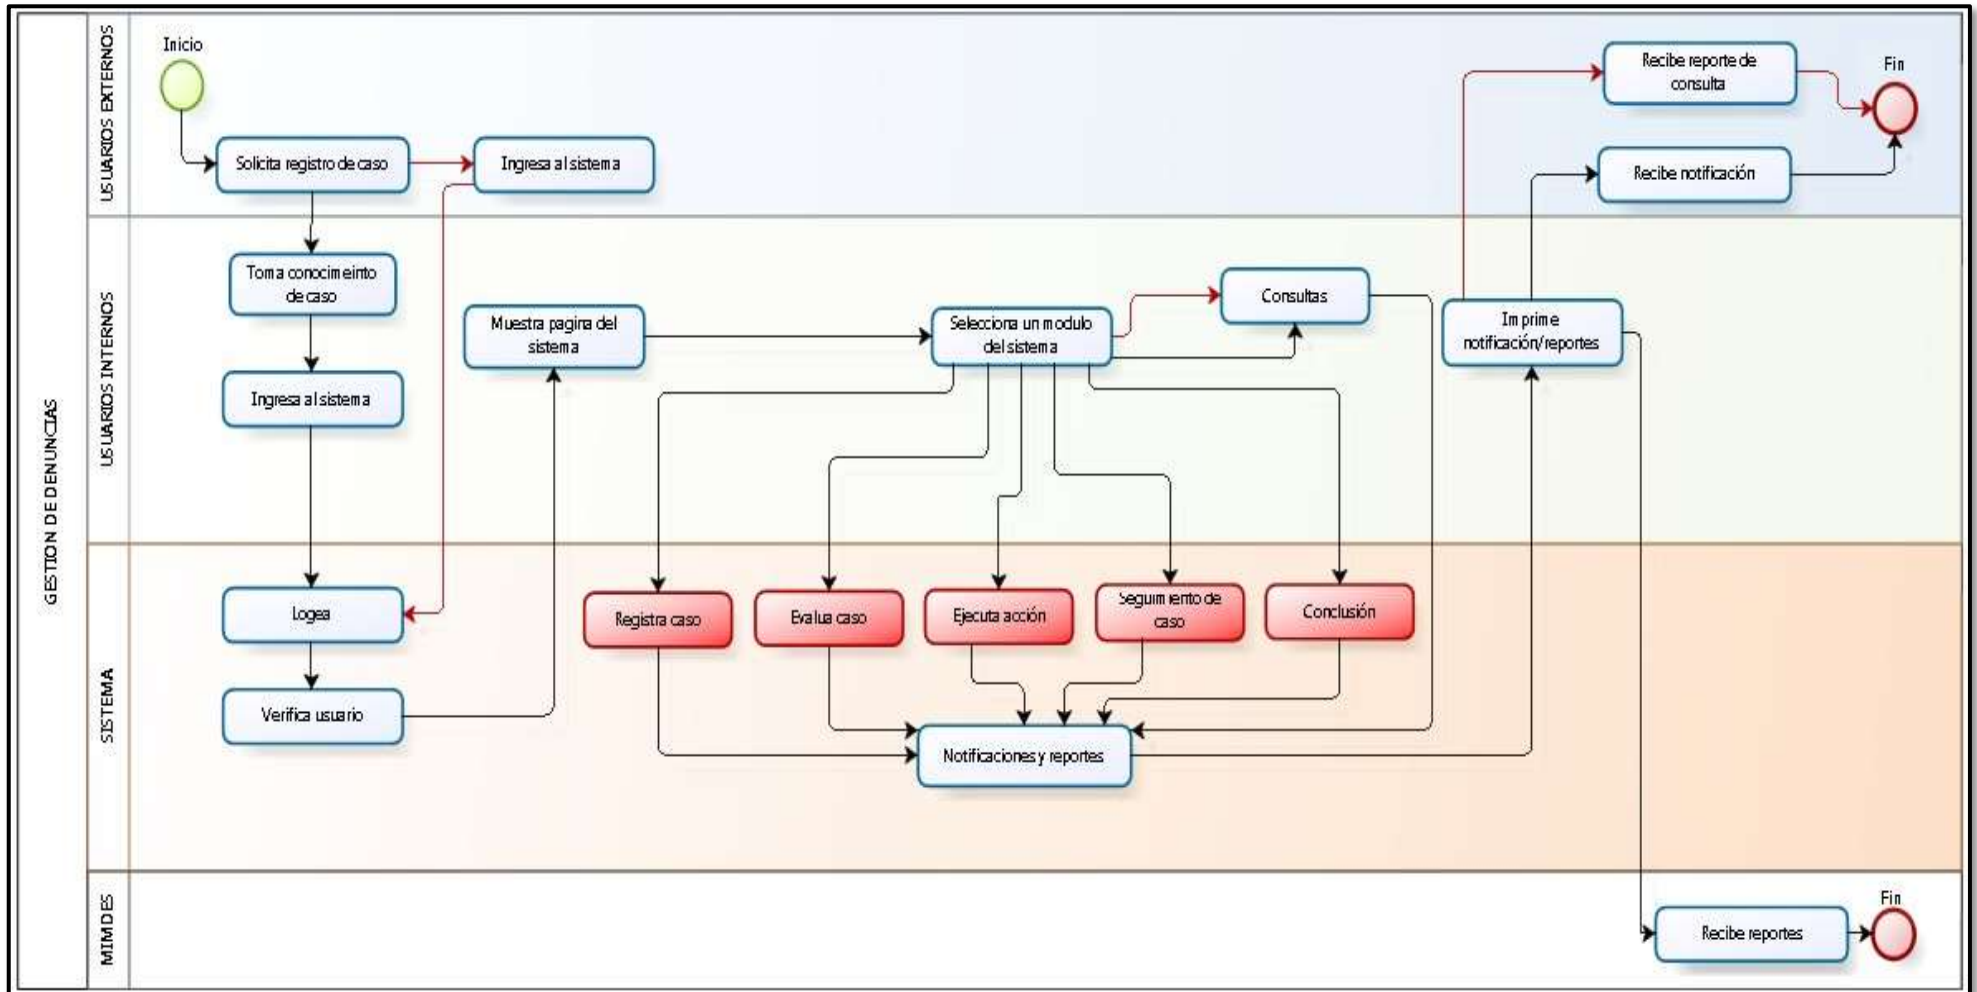 GESTION DE DENUNCIAS
USUARIOS EXTERNOS
Inicio
Solicita registro de caso
Ingresa al sistema
Recibe reporte de
consulta
Fin
Recibe notificación
USUARIOS INTERNOS
Toma conocimeinto
de caso
Ingresa al sistema
Muestra pagina del
sistema
Selecciona un modulo
del sistema
Consultas
Imprime
notificación/reportes
SISTEMA
Logea
Verifica usuario
Registra caso
Evalua caso
Ejecuta acción
Seguimiento de
caso
Conclusión
Notificaciones y reportes
MIMDES
Recibe reportes
Fin